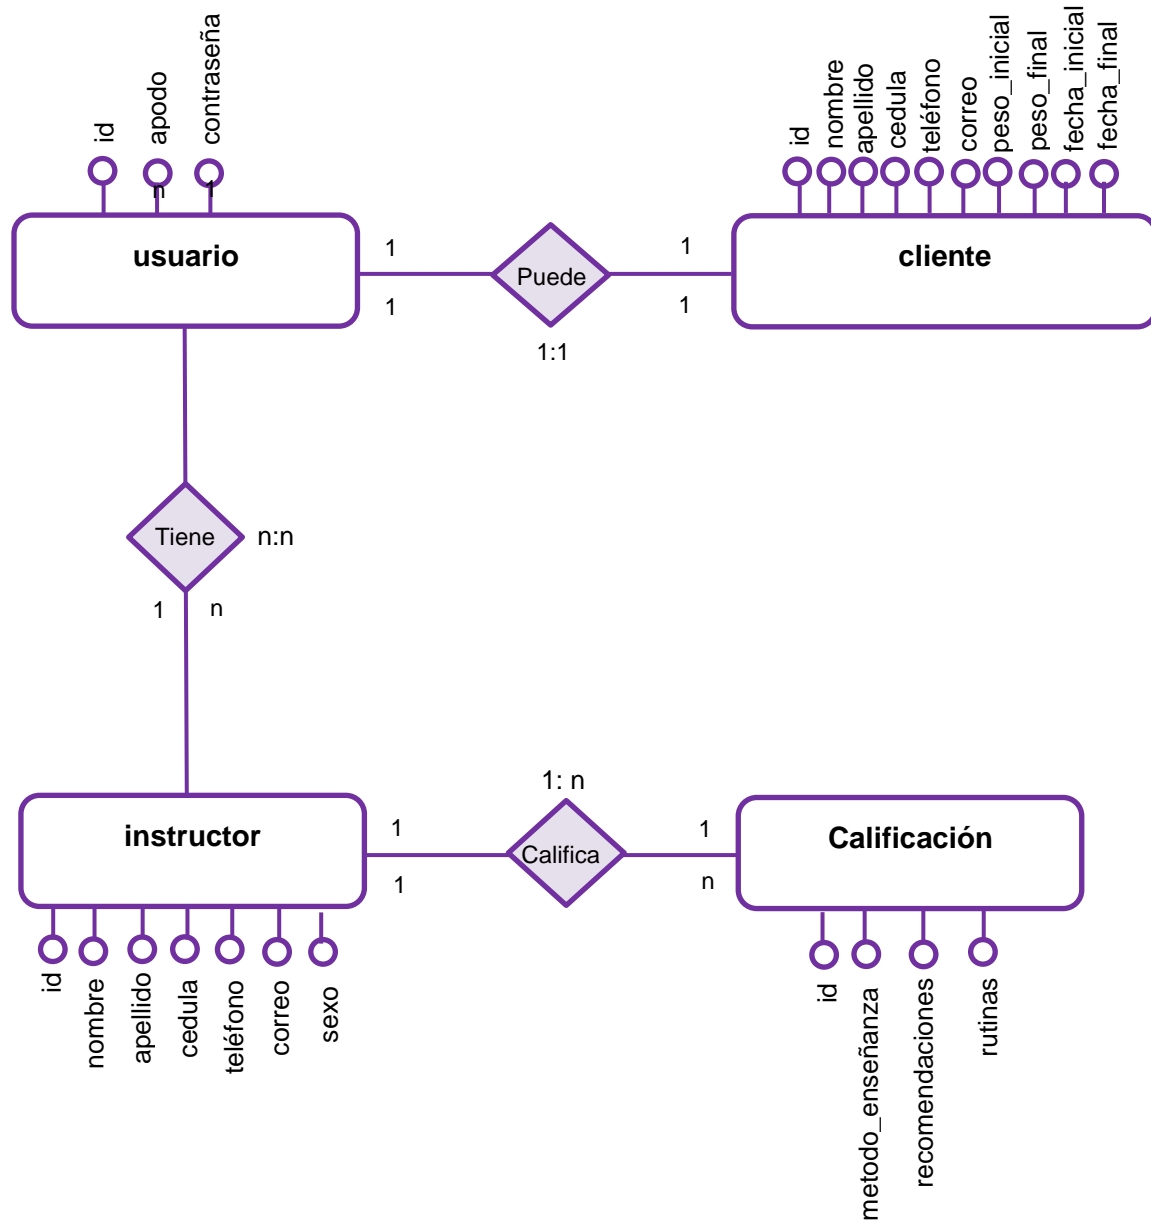 id
apodo
contraseña
n
1
id
nombre
apellido
cedula
teléfono
correo
peso_inicial
peso_final
fecha_inicial
fecha_final
usuario
1
1
Puede
1:1
1
1
cliente
Tiene
n:n
1
n
instructor
1
1
1: n
Califica
1
n
Calificación
id
nombre
apellido
cedula
teléfono
correo
sexo
id
metodo_enseñanza
recomendaciones
rutinas